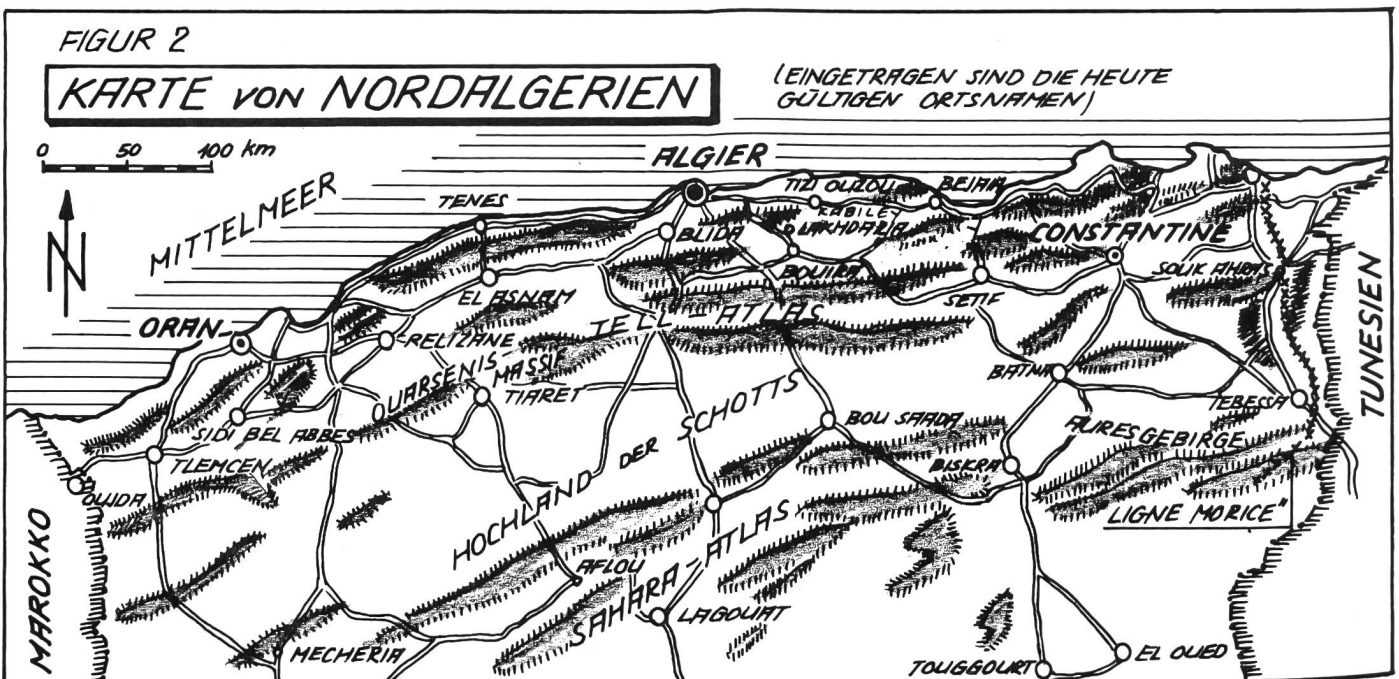 FIGUR 2
KARTE VON NORDALGERIEN
(EINGETRAGEN SIND DIE HEUTE
GÜLTIGEN ORTSNAMEN)
0 50 100 km
N
MITTELMEER
ALGIER
TENES
TIZI OUZOU
BEJAIA
KABILE-
BLIDA
LAKHDARIA
BOUIRA
CONSTANTINE
SOUK AHRAS
SETIF
TUNESIEN
EL ASNAM
ORAN
RELIZANE
TELL-ATLAS
OUARSENIS-
MASSIF
TIARET
BATNA
TEBESSA
SIDI BEL ABBES
HOCHLAND DER SCHOTTS
BOU SAADA
AURESGEBIRGE
TLEMCEN
BISKRA
OUJDA
LIGNE MORICE"
MAROKKO
SAHARA-ATLAS
AFLOU
LAGOUAT
MECHERIA
TOUGGOURT
EL OUED